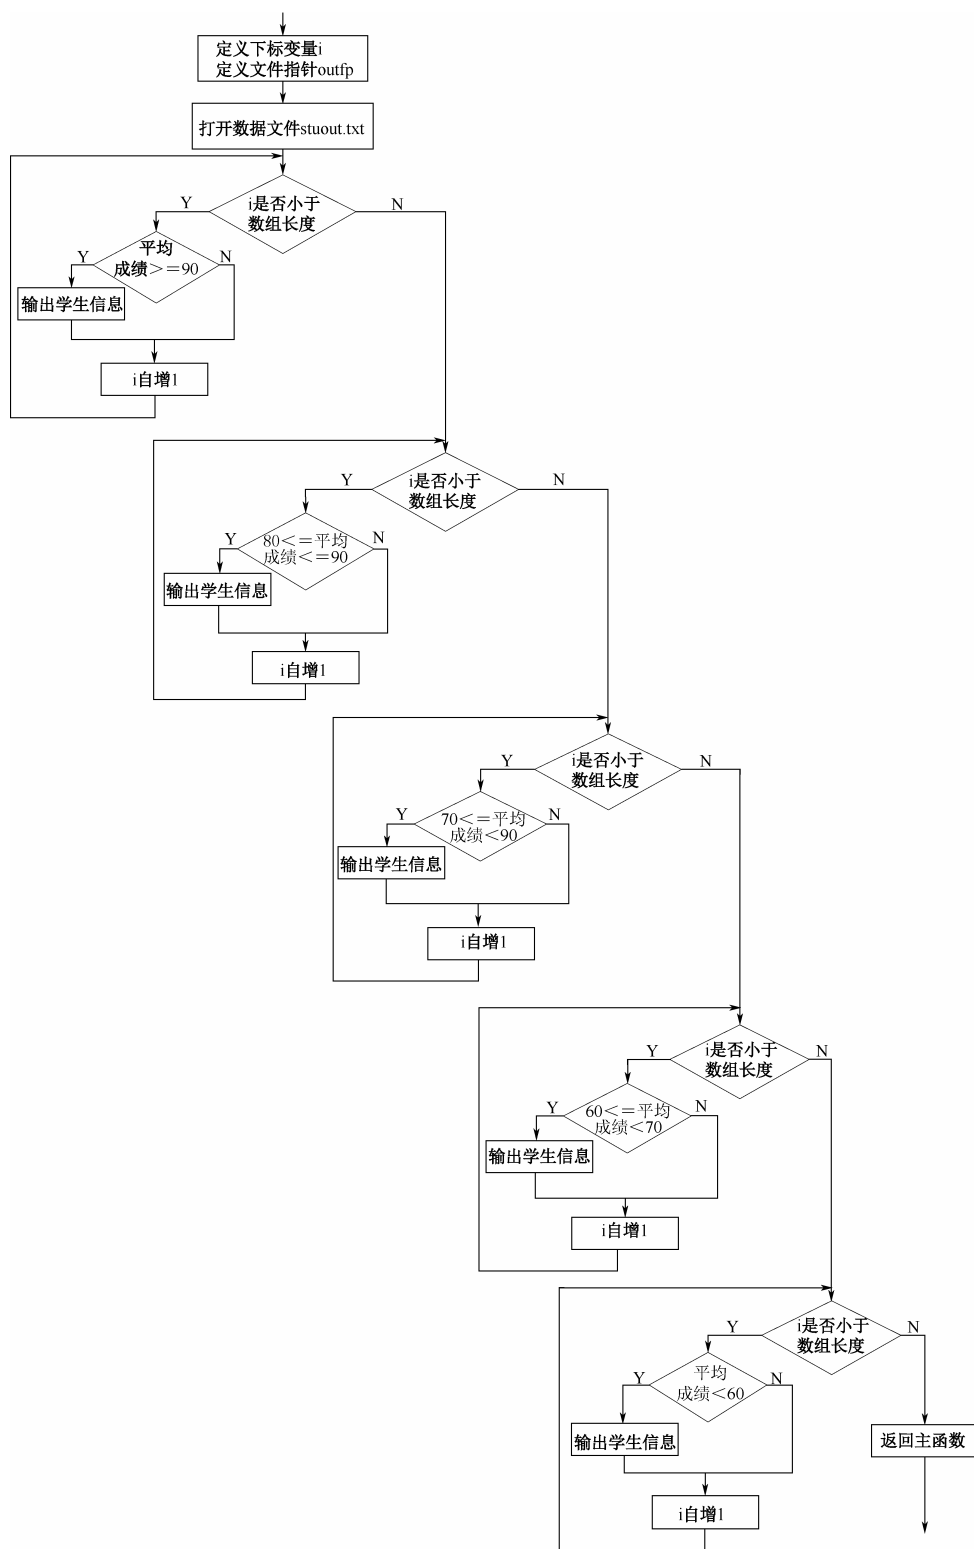 定义下标变量i
定义文件指针outfp
打开数据文件stuout.txt
i是否小于
数组长度
Y
N
平均
成绩>=90
Y
N
输出学生信息
i自增1
i是否小于
数组长度
Y
N
80<=平均
成绩<=90
Y
N
输出学生信息
i自增1
i是否小于
数组长度
Y
N
70<=平均
成绩<90
Y
N
输出学生信息
i自增1
i是否小于
数组长度
Y
N
60<=平均
成绩<70
Y
N
输出学生信息
i自增1
i是否小于
数组长度
Y
N
平均
成绩<60
Y
N
输出学生信息
返回主函数
i自增1